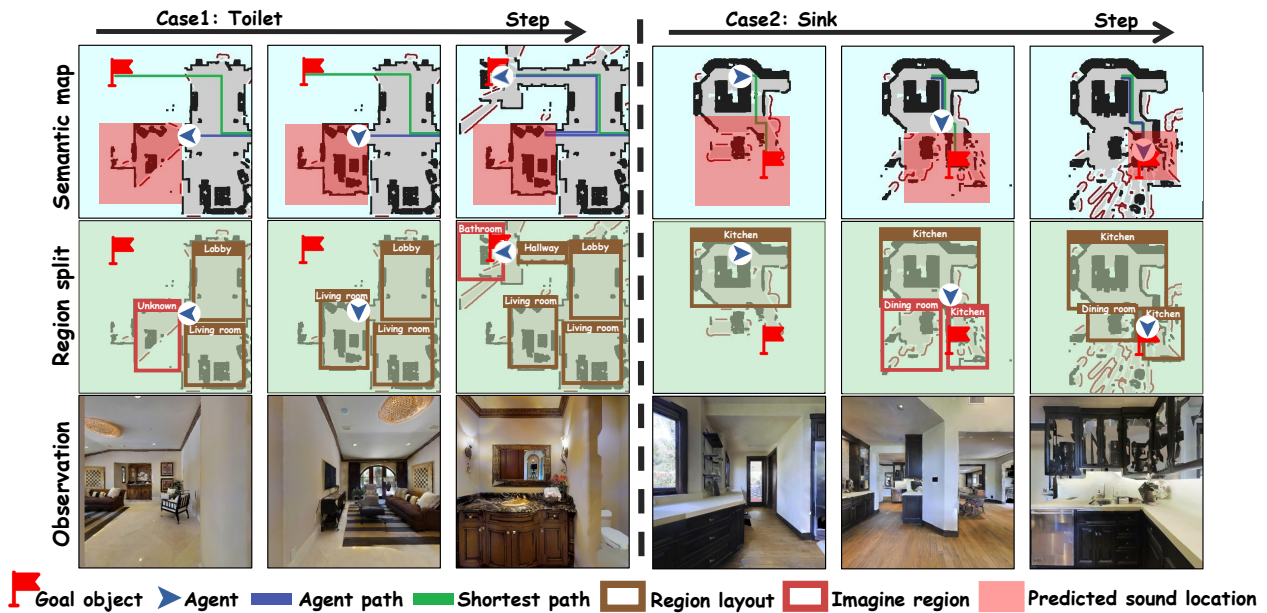 Case1: Toilet
Step
Case2: Sink
Step
Semantic map
Region split
Lobby
Unknown
Living room
Lobby
Living room
Living room
Bathroom
Hallway
Lobby
Living room
Living room
Kitchen
Kitchen
Dining room
Kitchen
Kitchen
Dining room
Kitchen
Observation
Goal object
Agent
Agent path
Shortest path
Region layout
Imagine region
Predicted sound location